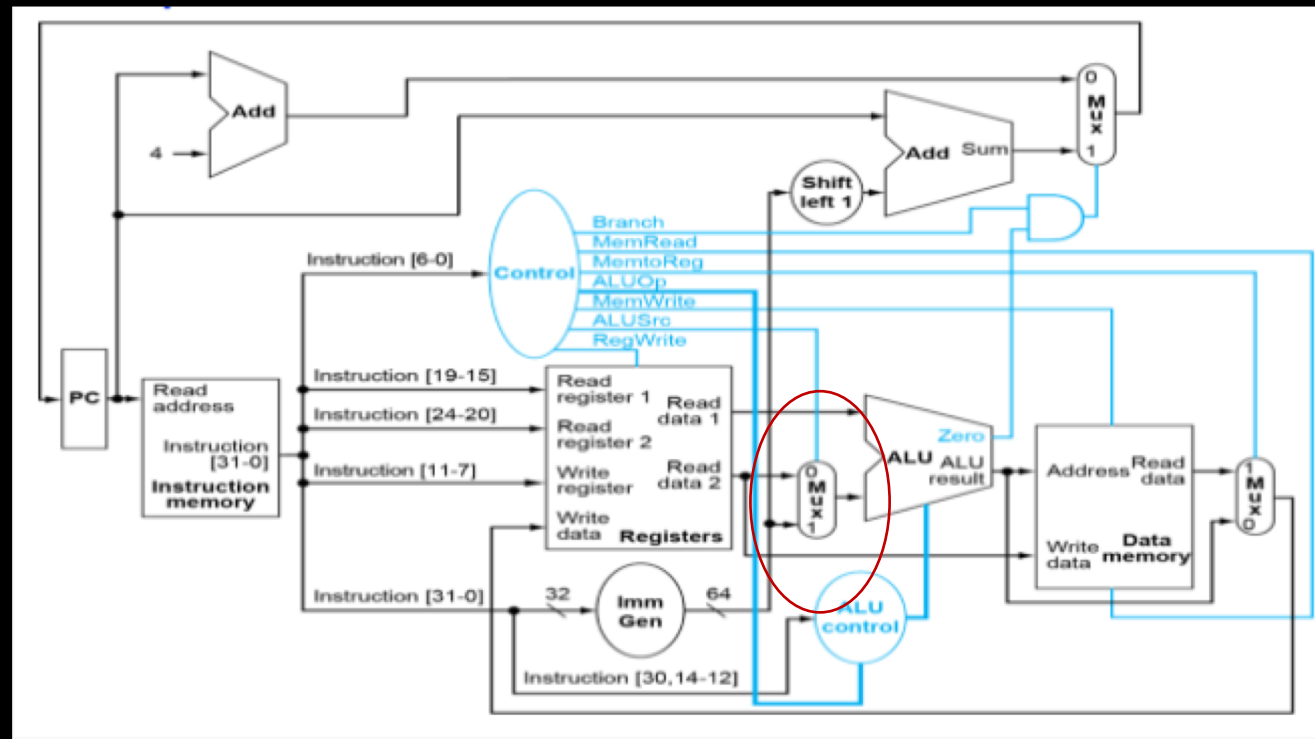 Add
4
Add Sum
0
Mux
1
Shift
left 1
Branch
MemRead
MemtoReg
ALUOp
MemWrite
ALUSrc
RegWrite
Instruction [6-0]
Control
PC
Read
address
Instruction
[31-0]
Instruction
memory
Instruction [19-15]
Instruction [24-20]
Instruction [11-7]
Read
register 1
Read
register 2
Write
register
Write
data
Read
data 1
Read
data 2
Registers
0
Mux
1
Zero
ALU
ALU
result
Address
Read
data
Write
data
Data
memory
1
Mux
0
Instruction [31-0]
32
Imm
Gen
64
ALU
control
Instruction [30,14-12]